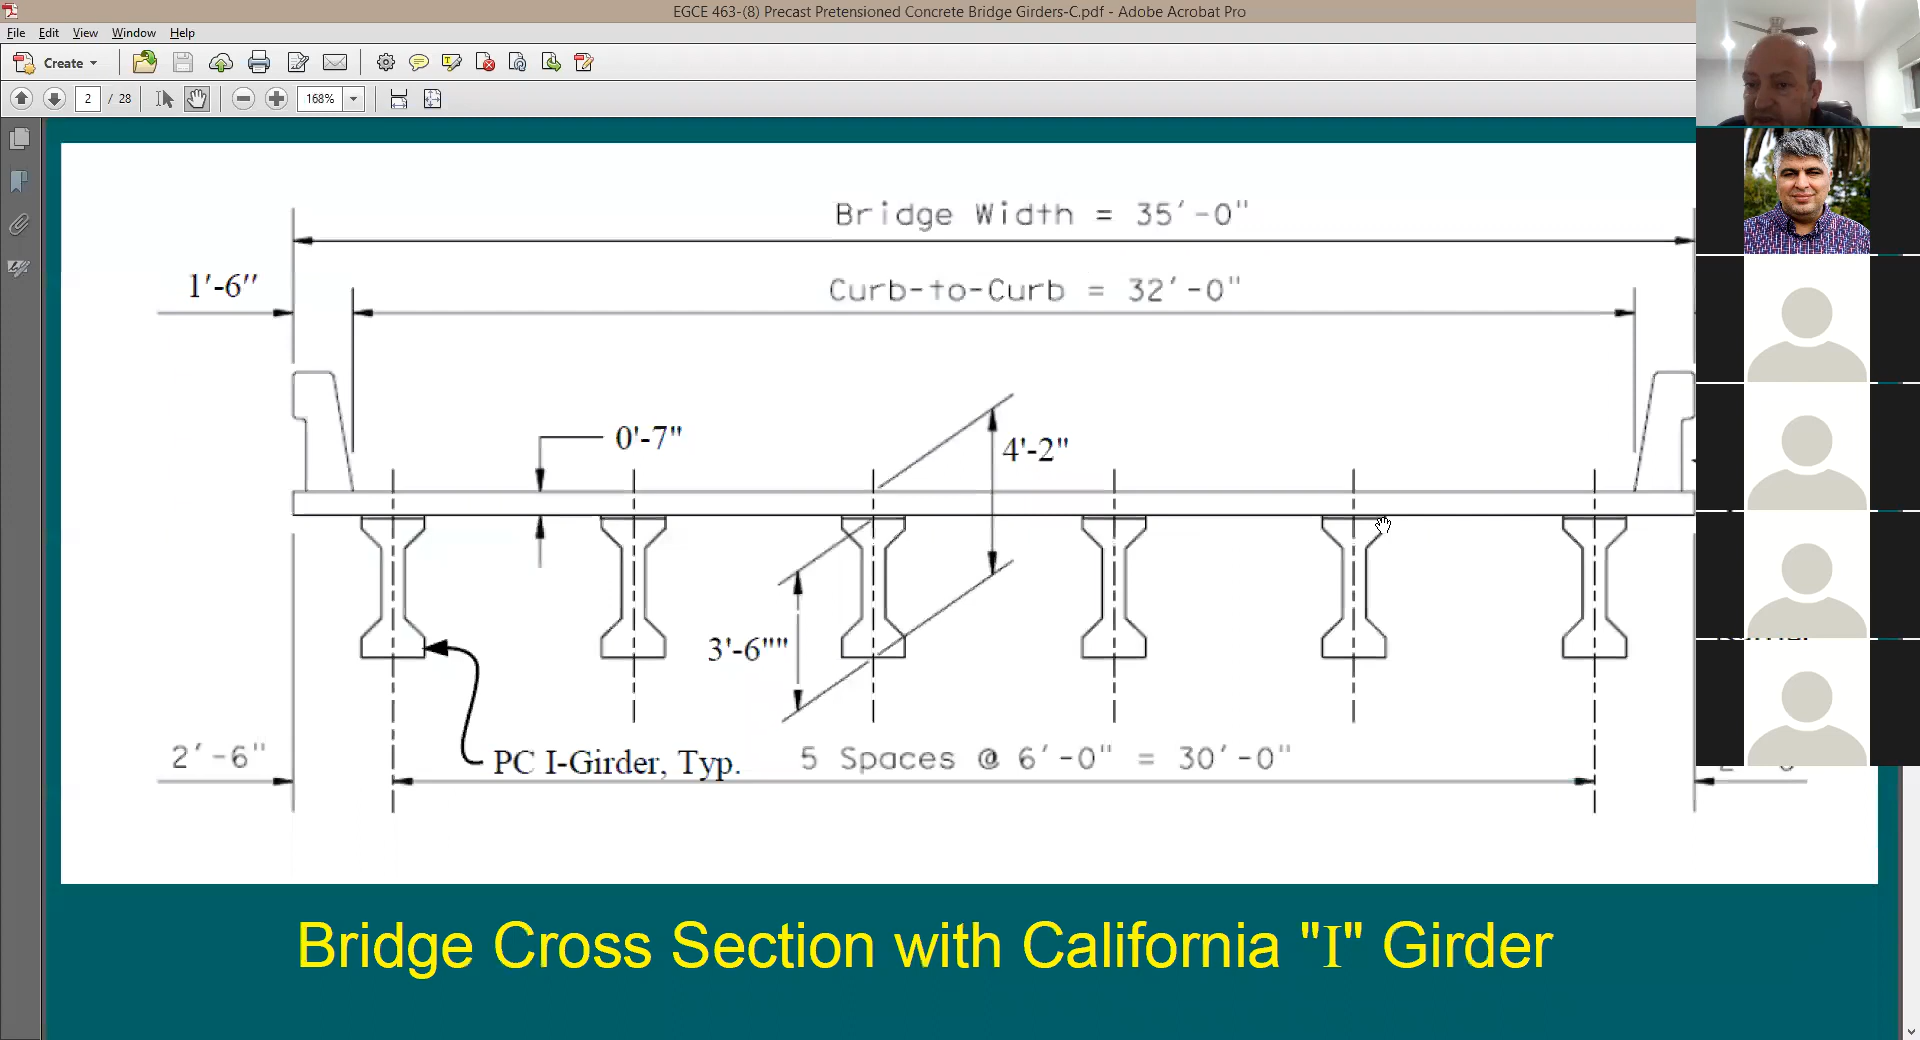 EGCE 463-(8) Precast Pretensioned Concrete Bridge Girders-C.pdf - Adobe Acrobat Pro
File Edit View Window Help
Create
2 / 28 168%
Bridge Width = 35'-0"
1'-6"
Curb-to-Curb = 32'-0"
0'-7"
4'-2"
3'-6""
2'-6"
PC I-Girder, Typ.
5 Spaces @ 6'-0" = 30'-0"
Bridge Cross Section with California "I" Girder